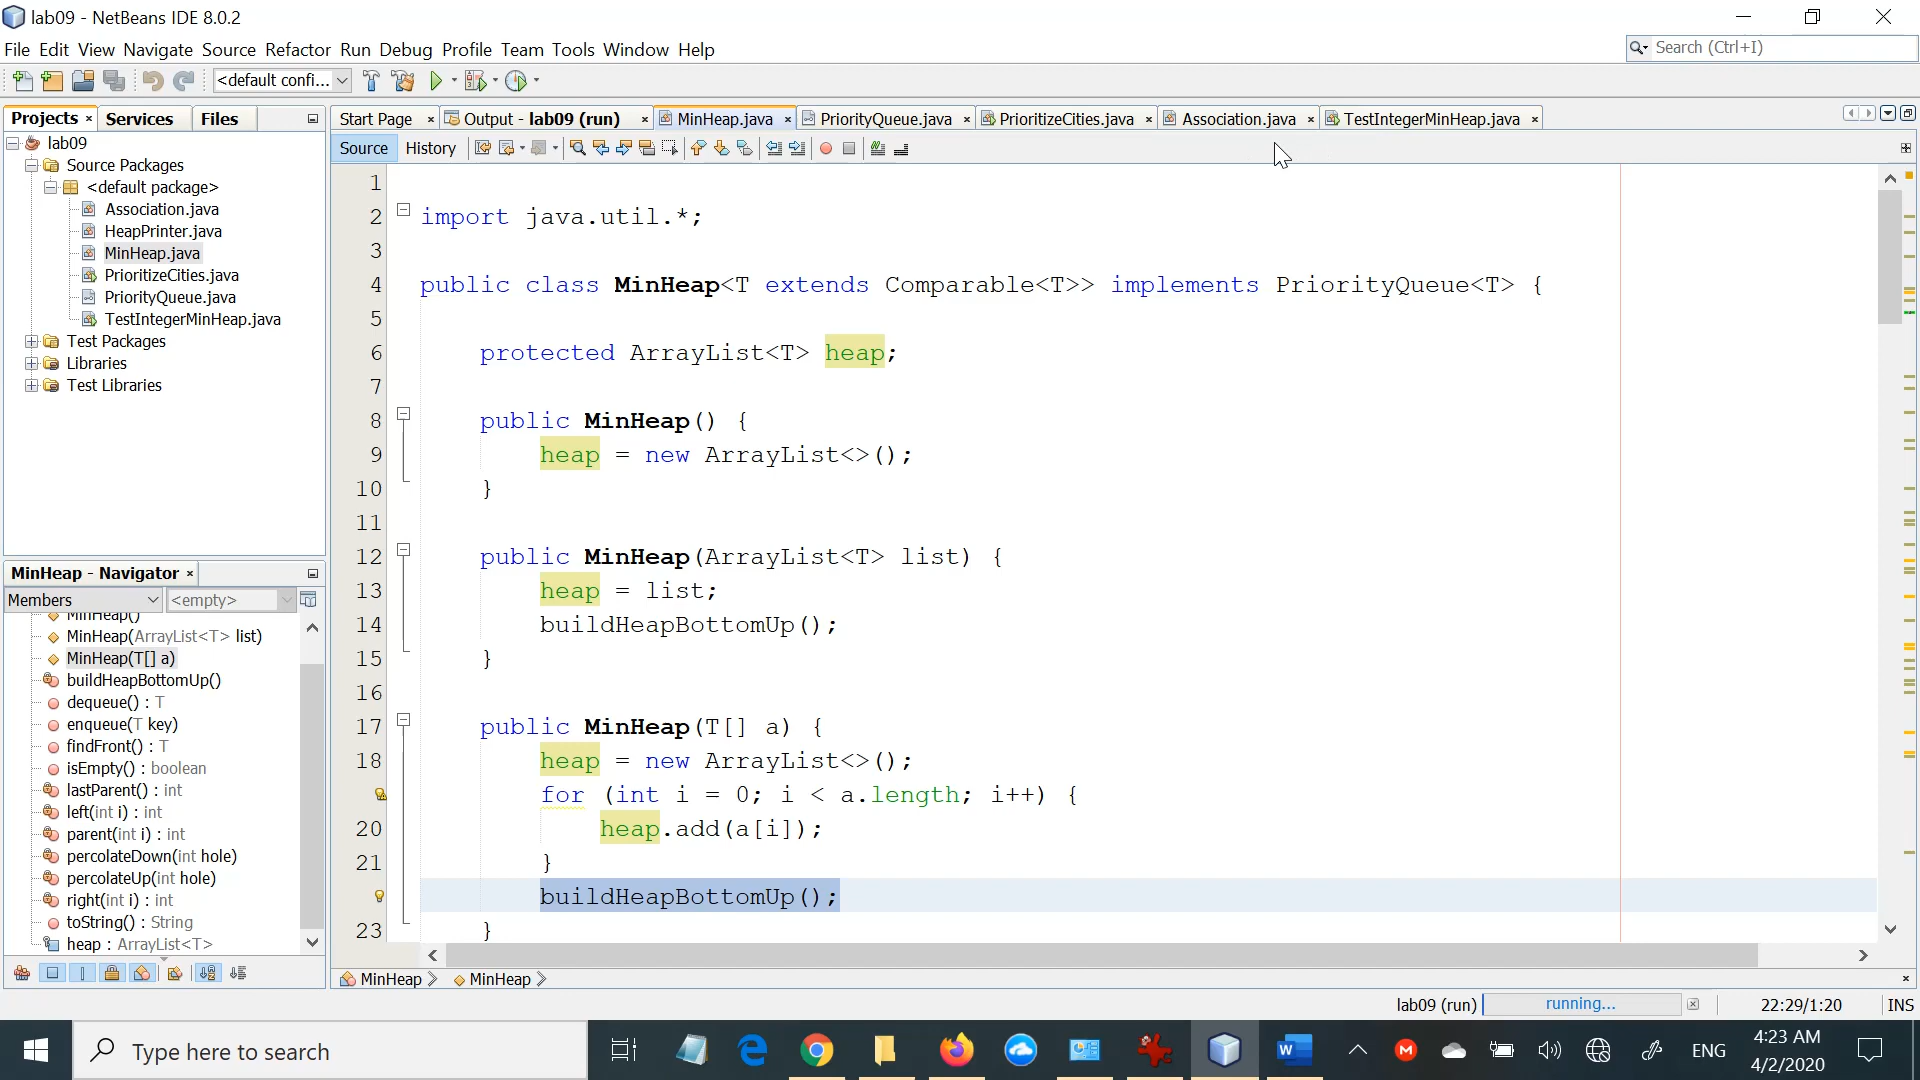 lab09 - NetBeans IDE 8.0.2
File Edit View Navigate Source Refactor Run Debug Profile Team Tools Window Help
Search (Ctrl+I)
<default confi...
Projects
Services
Files
Start Page
Output - lab09 (run)
MinHeap.java
PriorityQueue.java
PrioritizeCities.java
Association.java
TestIntegerMinHeap.java
Source
History
lab09
Source Packages
<default package>
Association.java
HeapPrinter.java
MinHeap.java
PrioritizeCities.java
PriorityQueue.java
TestIntegerMinHeap.java
Test Packages
Libraries
Test Libraries
MinHeap - Navigator
Members
<empty>
MinHeap()
MinHeap(ArrayList<T> list)
MinHeap(T[] a)
buildHeapBottomUp()
dequeue() : T
enqueue(T key)
findFront() : T
isEmpty() : boolean
lastParent() : int
left(int i) : int
parent(int i) : int
percolateDown(int hole)
percolateUp(int hole)
right(int i) : int
toString() : String
heap : ArrayList<T>
1
2 import java.util.*;
3
4 public class MinHeap<T extends Comparable<T>> implements PriorityQueue<T> {
5
6 protected ArrayList<T> heap;
7
8 public MinHeap() {
9 heap = new ArrayList<>();
10 }
11
12 public MinHeap(ArrayList<T> list) {
13 heap = list;
14 buildHeapBottomUp();
15 }
16
17 public MinHeap(T[] a) {
18 heap = new ArrayList<>();
for (int i = 0; i < a.length; i++) {
20 heap.add(a[i]);
21 }
buildHeapBottomUp();
23 }
MinHeap
MinHeap
lab09 (run)
running...
22:29/1:20
INS
Type here to search
ENG
4:23 AM
4/2/2020